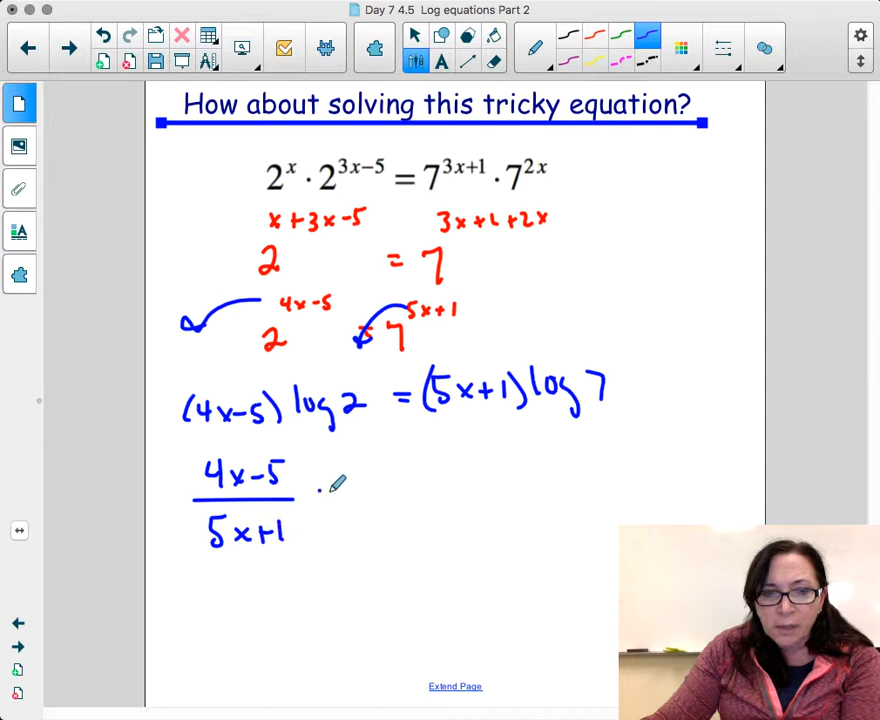 Day 7 4.5 Log equations Part 2
How about solving this tricky equation?
2^x · 2^{3x−5} = 7^{3x+1} · 7^{2x}
2^{x+3x−5} = 7^{3x+1+2x}
2^{4x−5} = 7^{5x+1}
(4x−5) log 2 = (5x+1) log 7
4x−5
5x+1
Extend Page